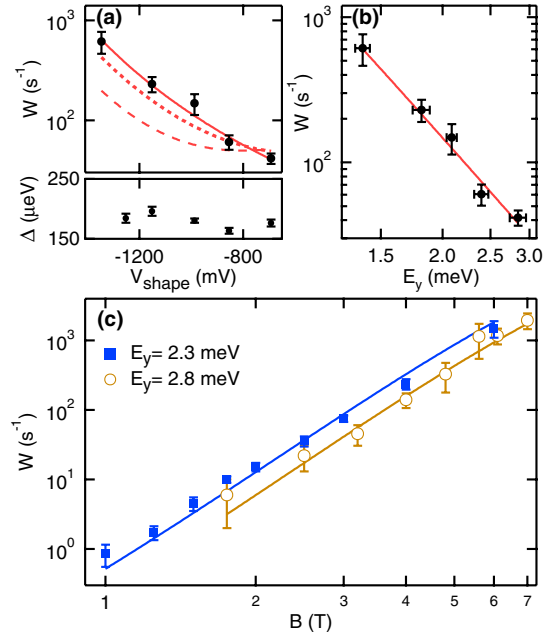 (a)
(b)
10³
10²
W (s⁻¹)
250
150
Δ (μeV)
-1200
-800
V_shape (mV)
10³
10²
W (s⁻¹)
1.5
2.0
2.5
3.0
E_y (meV)
(c)
E_y= 2.3 meV
E_y= 2.8 meV
10³
10²
10¹
10⁰
W (s⁻¹)
1
2
3
4
5
6
7
B (T)